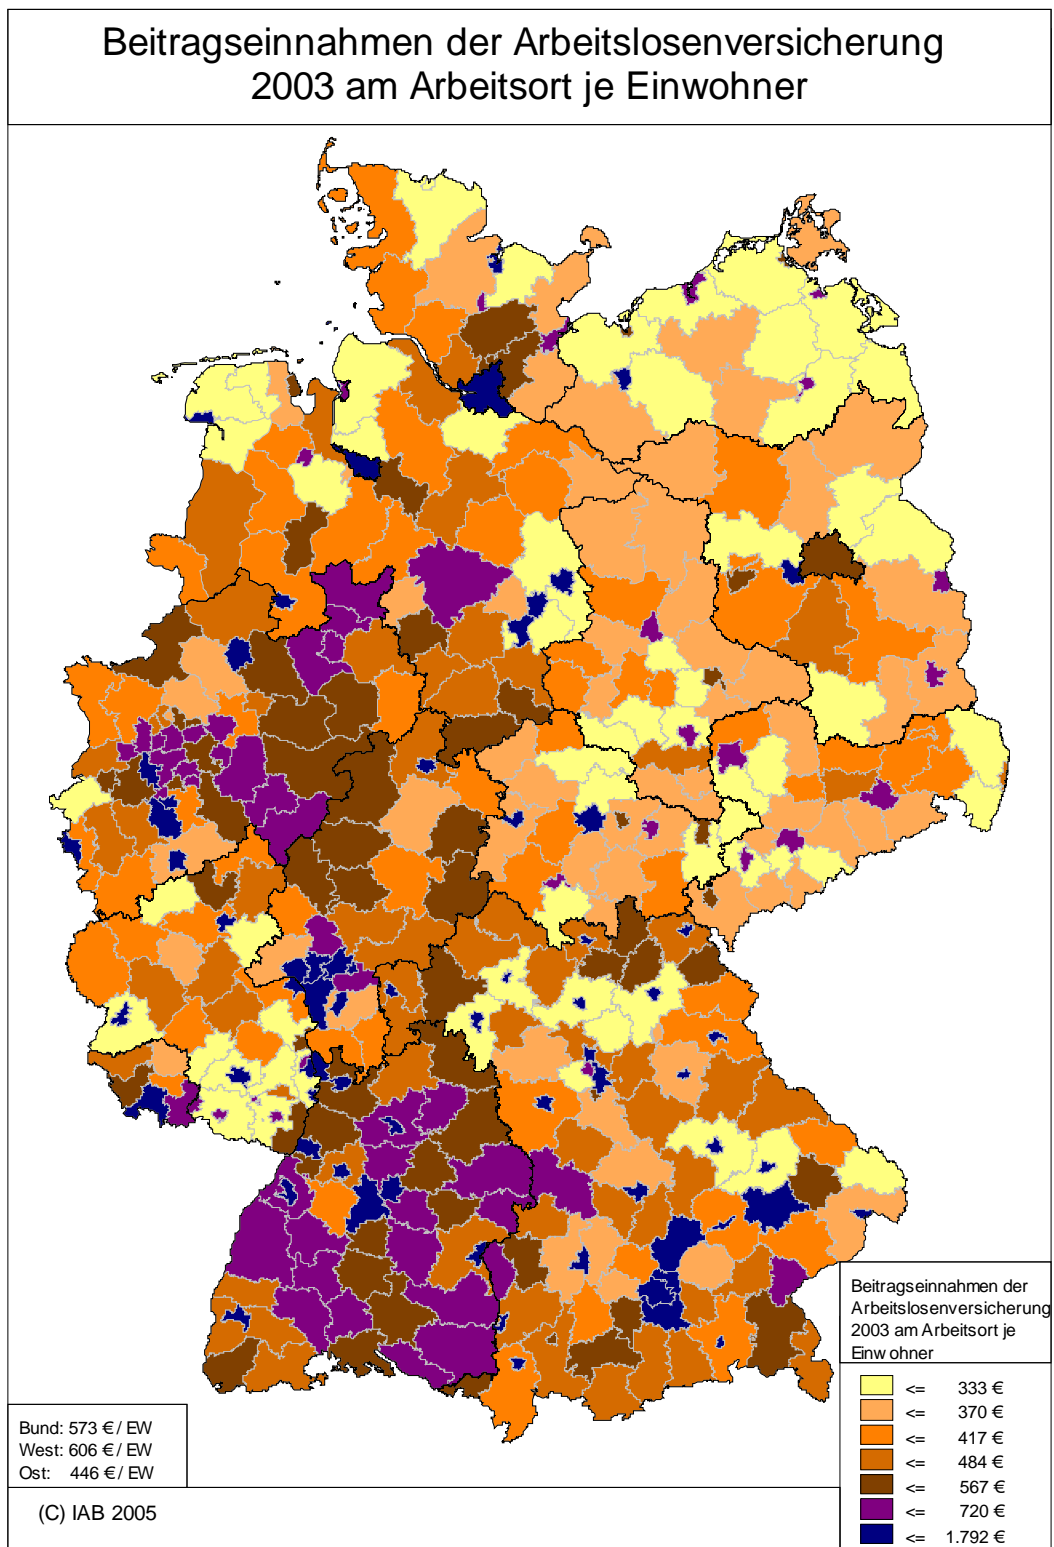 Beitragseinnahmen der Arbeitslosenversicherung
2003 am Arbeitsort je Einwohner
Beitragseinnahmen der
Arbeitslosenversicherung
2003 am Arbeitsort je
Einwohner
<= 333 €
<= 370 €
<= 417 €
<= 484 €
<= 567 €
<= 720 €
<= 1.792 €
Bund: 573 € / EW
West: 606 € / EW
Ost: 446 € / EW
(C) IAB 2005